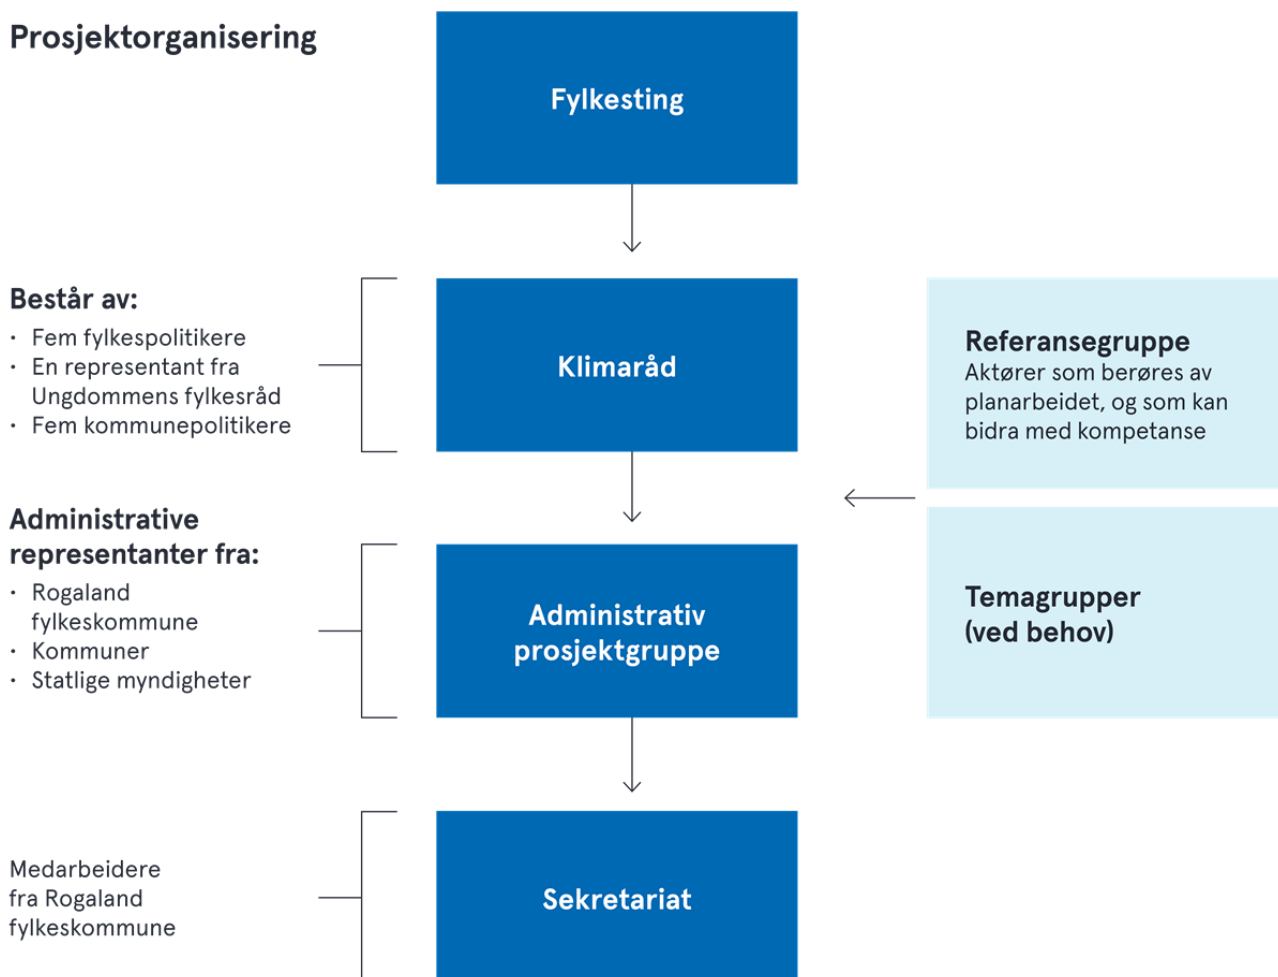 Prosjektorganisering
Fylkesting
Består av:
· Fem fylkespolitikere
· En representant fra
Ungdommens fylkesråd
· Fem kommunepolitikere
Klimaråd
Referansegruppe
Aktører som berøres av
planarbeidet, og som kan
bidra med kompetanse
Administrative
representanter fra:
· Rogaland
fylkeskommune
· Kommuner
· Statlige myndigheter
Administrativ
prosjektgruppe
Temagrupper
(ved behov)
Medarbeidere
fra Rogaland
fylkeskommune
Sekretariat